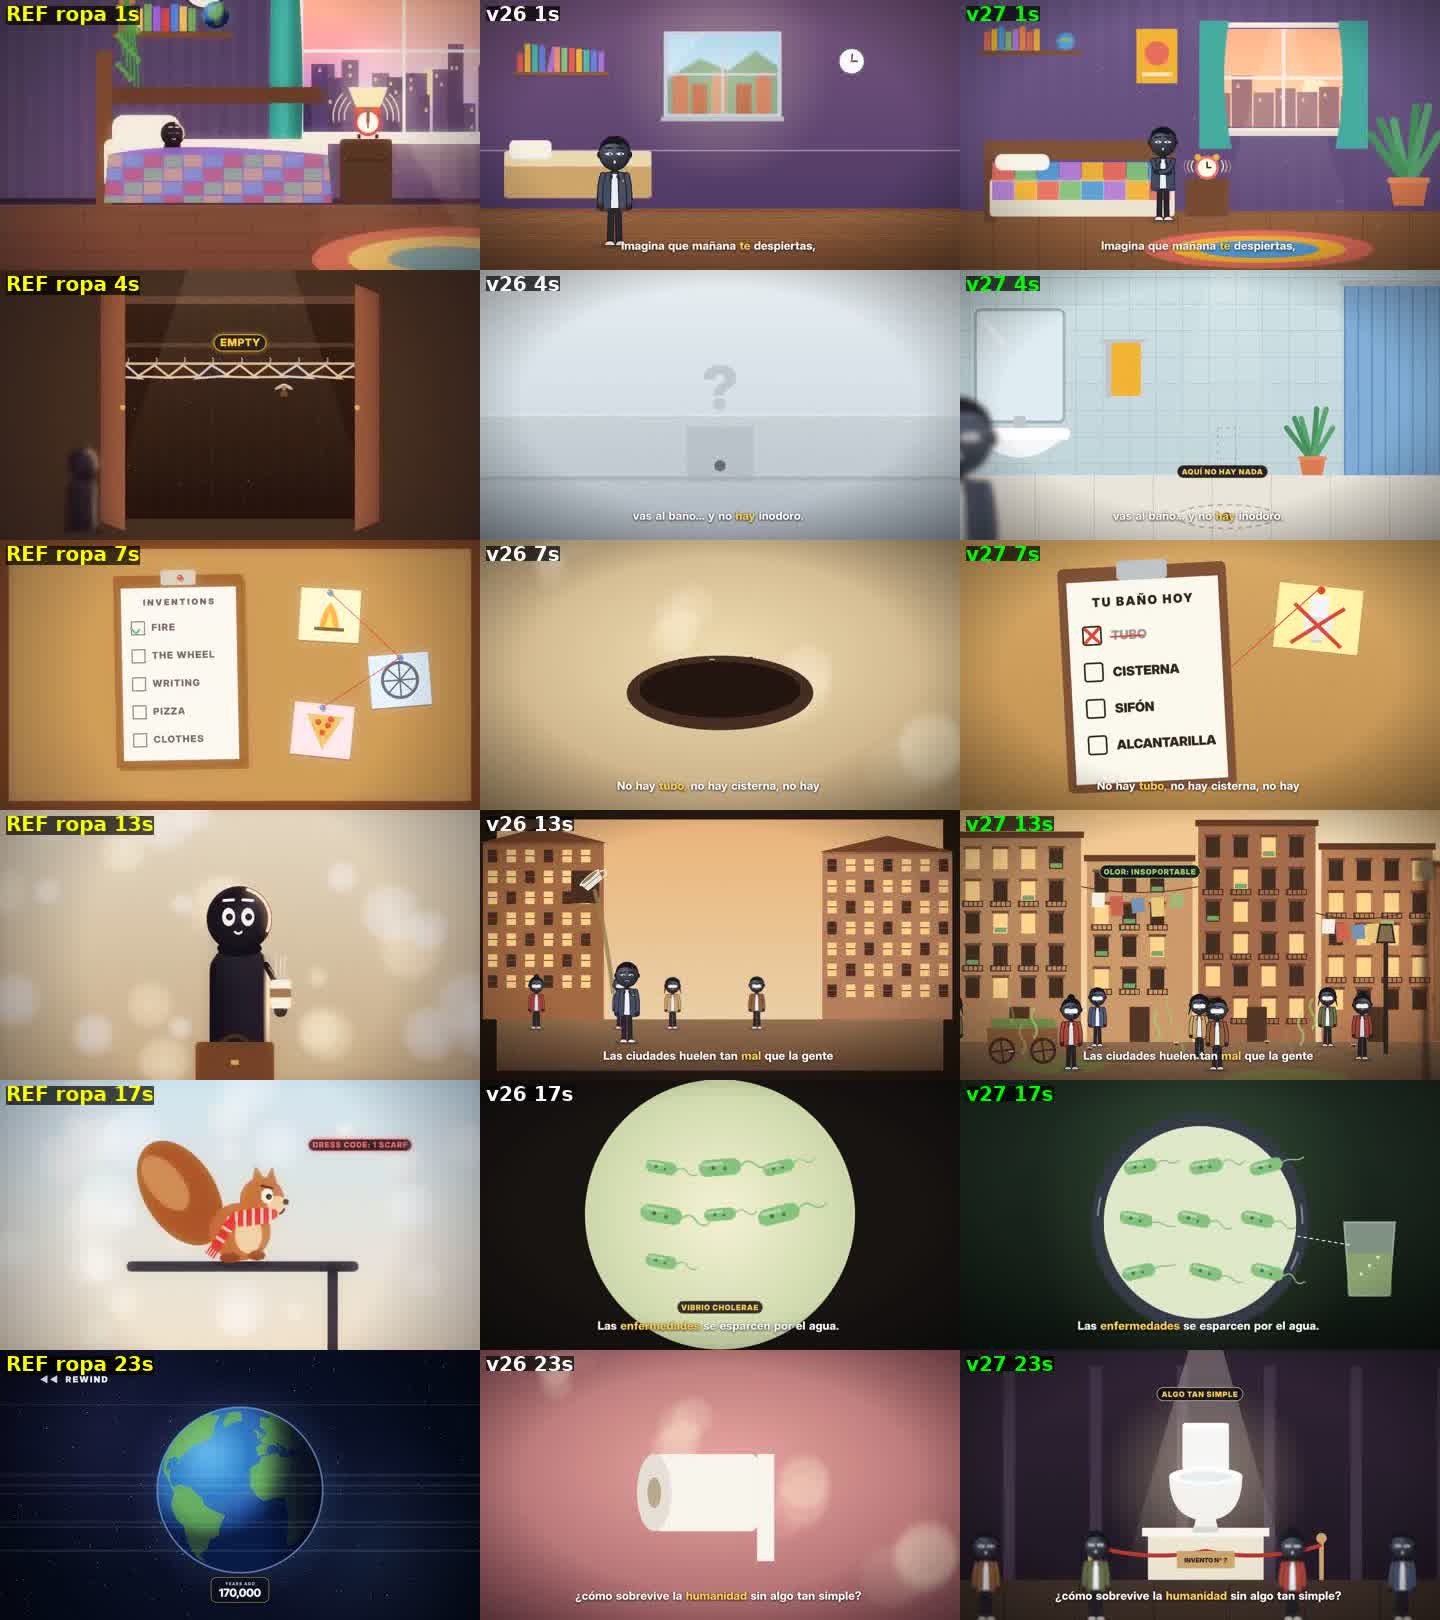 REF ropa 1s
v26 1s
Imagina que mañana te despiertas,
v27 1s
Imagina que mañana te despiertas,
REF ropa 4s
EMPTY
v26 4s
?
vas al baño... y no hay inodoro.
v27 4s
AQUÍ NO HAY NADA
vas al baño... y no hay inodoro.
REF ropa 7s
INVENTIONS
FIRE
THE WHEEL
WRITING
PIZZA
CLOTHES
v26 7s
No hay tubo, no hay cisterna, no hay
v27 7s
TU BAÑO HOY
TUBO
CISTERNA
SIFÓN
ALCANTARILLA
No hay tubo, no hay cisterna, no hay
REF ropa 13s
v26 13s
Las ciudades huelen tan mal que la gente
v27 13s
OLOR: INSOPORTABLE
Las ciudades huelen tan mal que la gente
REF ropa 17s
DRESS CODE: 1 SCARF
v26 17s
VIBRIO CHOLERAE
Las enfermedades se esparcen por el agua.
v27 17s
Las enfermedades se esparcen por el agua.
REF ropa 23s
REWIND
YEARS AGO
170,000
v26 23s
¿cómo sobrevive la humanidad sin algo tan simple?
v27 23s
ALGO TAN SIMPLE
INVENTO Nº ?
¿cómo sobrevive la humanidad sin algo tan simple?